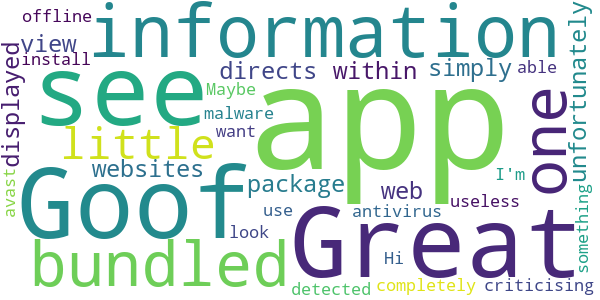 offline
information
view
install
see
directs
within
simply
able
Maybe
malware
want
displayed
little
app
one
unfortunately
websites
Goof
package
web
I'm
something
avast
use
antivirus
useless
look
Great
Hi
bundled
detected
completely
criticising